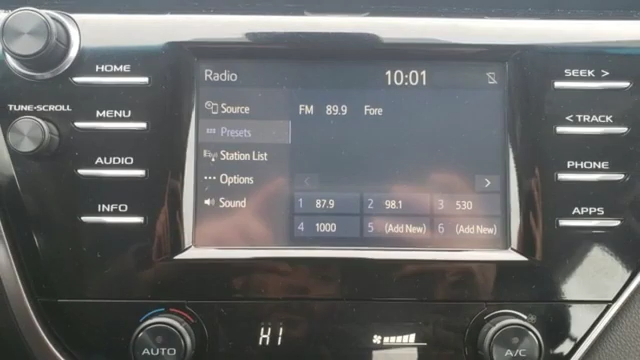 HOME
TUNE•SCROLL
MENU
AUDIO
INFO
Radio 10:01
Source
Presets
Station List
Options
Sound
FM 89.9 Fore
< >
1 87.9 2 98.1 3 530
4 1000 5 (Add New) 6 (Add New)
SEEK >
< TRACK
PHONE
APPS
AUTO
HI
A/C